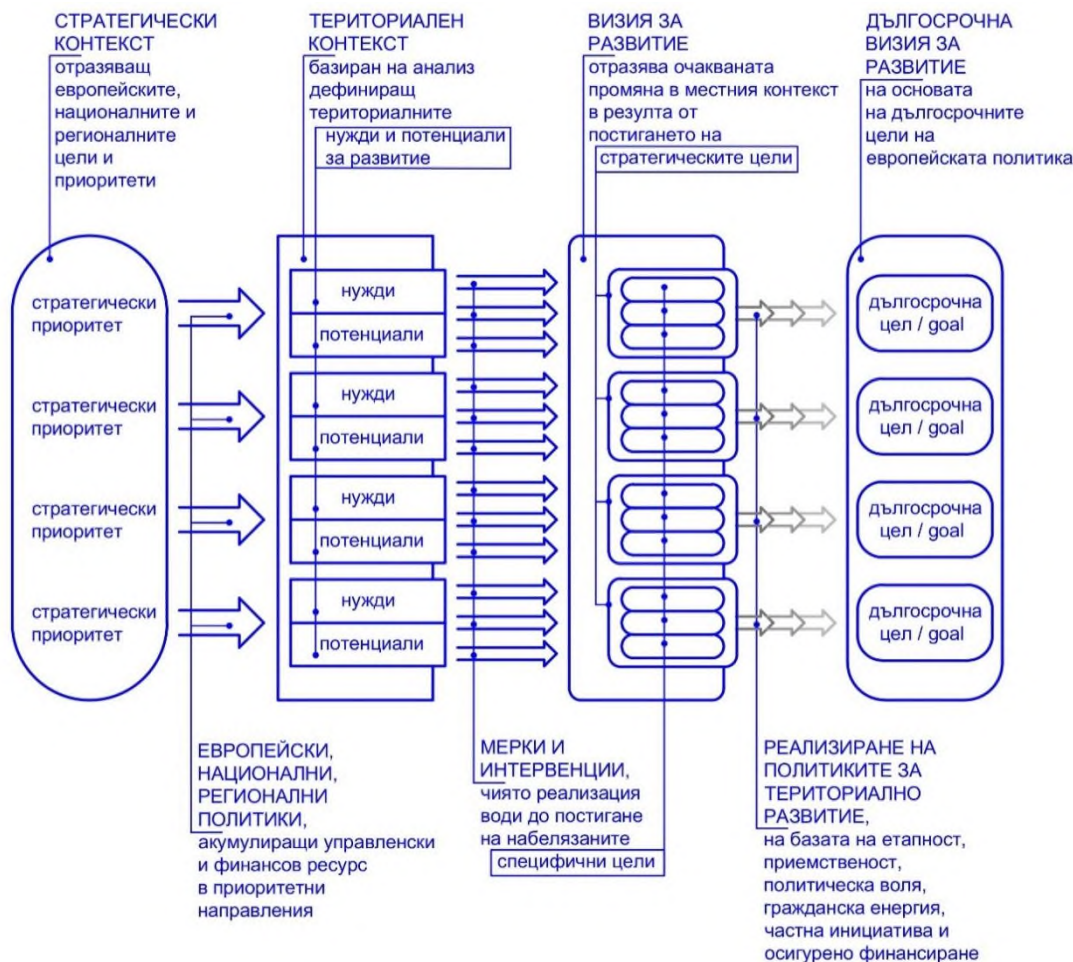 СТРАТЕГИЧЕСКИ
КОНТЕКСТ
отразяващ
европейските,
националните и
регионалните
цели и
приоритети
ТЕРИТОРИАЛЕН
КОНТЕКСТ
базиран на анализ
дефиниращ
териториалните
нужди и потенциали
за развитие
ВИЗИЯ ЗА
РАЗВИТИЕ
отразява очакваната
промяна в местния контекст
в резулта от
постигането на
стратегическите цели
ДЪЛГОСРОЧНА
ВИЗИЯ ЗА
РАЗВИТИЕ
на основата
на дългосрочните
цели на
европейската политика
стратегически
приоритет
нужди
потенциали
дългосрочна
цел / goal
стратегически
приоритет
нужди
потенциали
дългосрочна
цел / goal
стратегически
приоритет
нужди
потенциали
дългосрочна
цел / goal
стратегически
приоритет
нужди
потенциали
дългосрочна
цел / goal
ЕВРОПЕЙСКИ,
НАЦИОНАЛНИ,
РЕГИОНАЛНИ
ПОЛИТИКИ,
акумулиращи управленски
и финансов ресурс
в приоритетни
направления
МЕРКИ И
ИНТЕРВЕНЦИИ,
чиято реализация
води до постигане
на набелязаните
специфични цели
РЕАЛИЗИРАНЕ НА
ПОЛИТИКИТЕ ЗА
ТЕРИТОРИАЛНО
РАЗВИТИЕ,
на базата на етапност,
приемственост,
политическа воля,
гражданска енергия,
частна инициатива и
осигурено финансиране